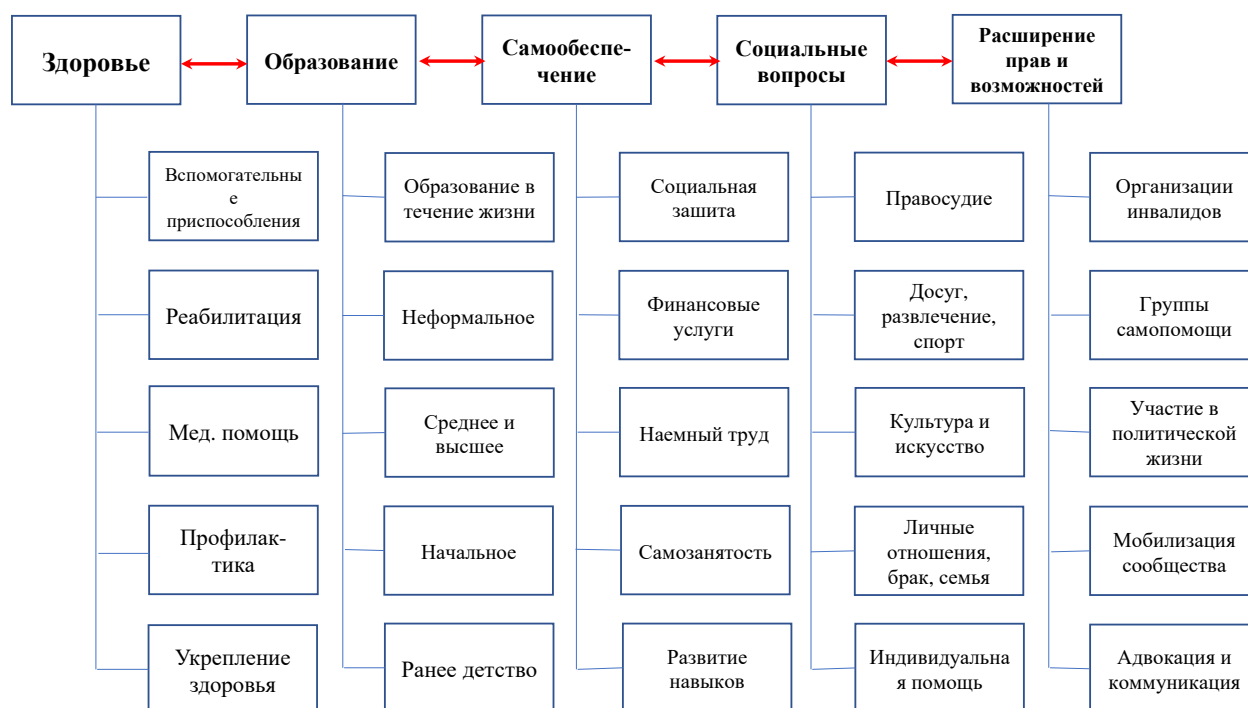 Здоровье
Образование
Самообеспе-
чение
Социальные
вопросы
Расширение
прав и
возможностей
Вспомогательны
е
приспособления
Образование в
течение жизни
Социальная
зашита
Правосудие
Организации
инвалидов
Реабилитация
Неформальное
Финансовые
услуги
Досуг,
развлечение,
спорт
Группы
самопомощи
Мед. помощь
Среднее и
высшее
Наемный труд
Культура и
искусство
Участие в
политической
жизни
Профилак-
тика
Начальное
Самозанятость
Личные
отношения,
брак, семья
Мобилизация
сообщества
Укрепление
здоровья
Ранее детство
Развитие
навыков
Индивидуальна
я помощь
Адвокация и
коммуникация